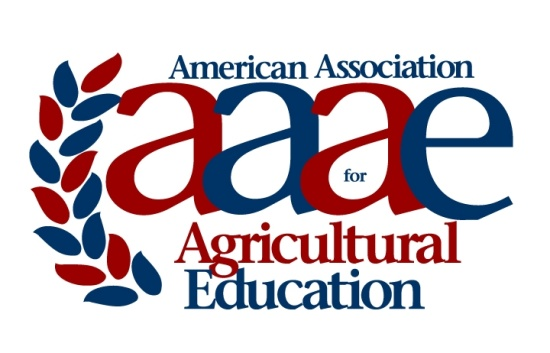 American Association
aaae
for
Agricultural
Education